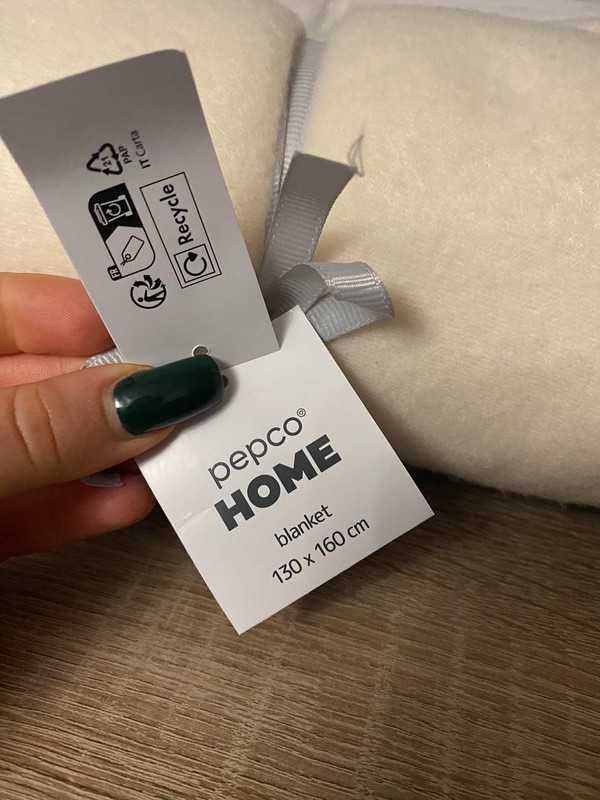 21
PAP
IT Carta
FR
Recycle
pepco®
HOME
blanket
130 x 160 cm